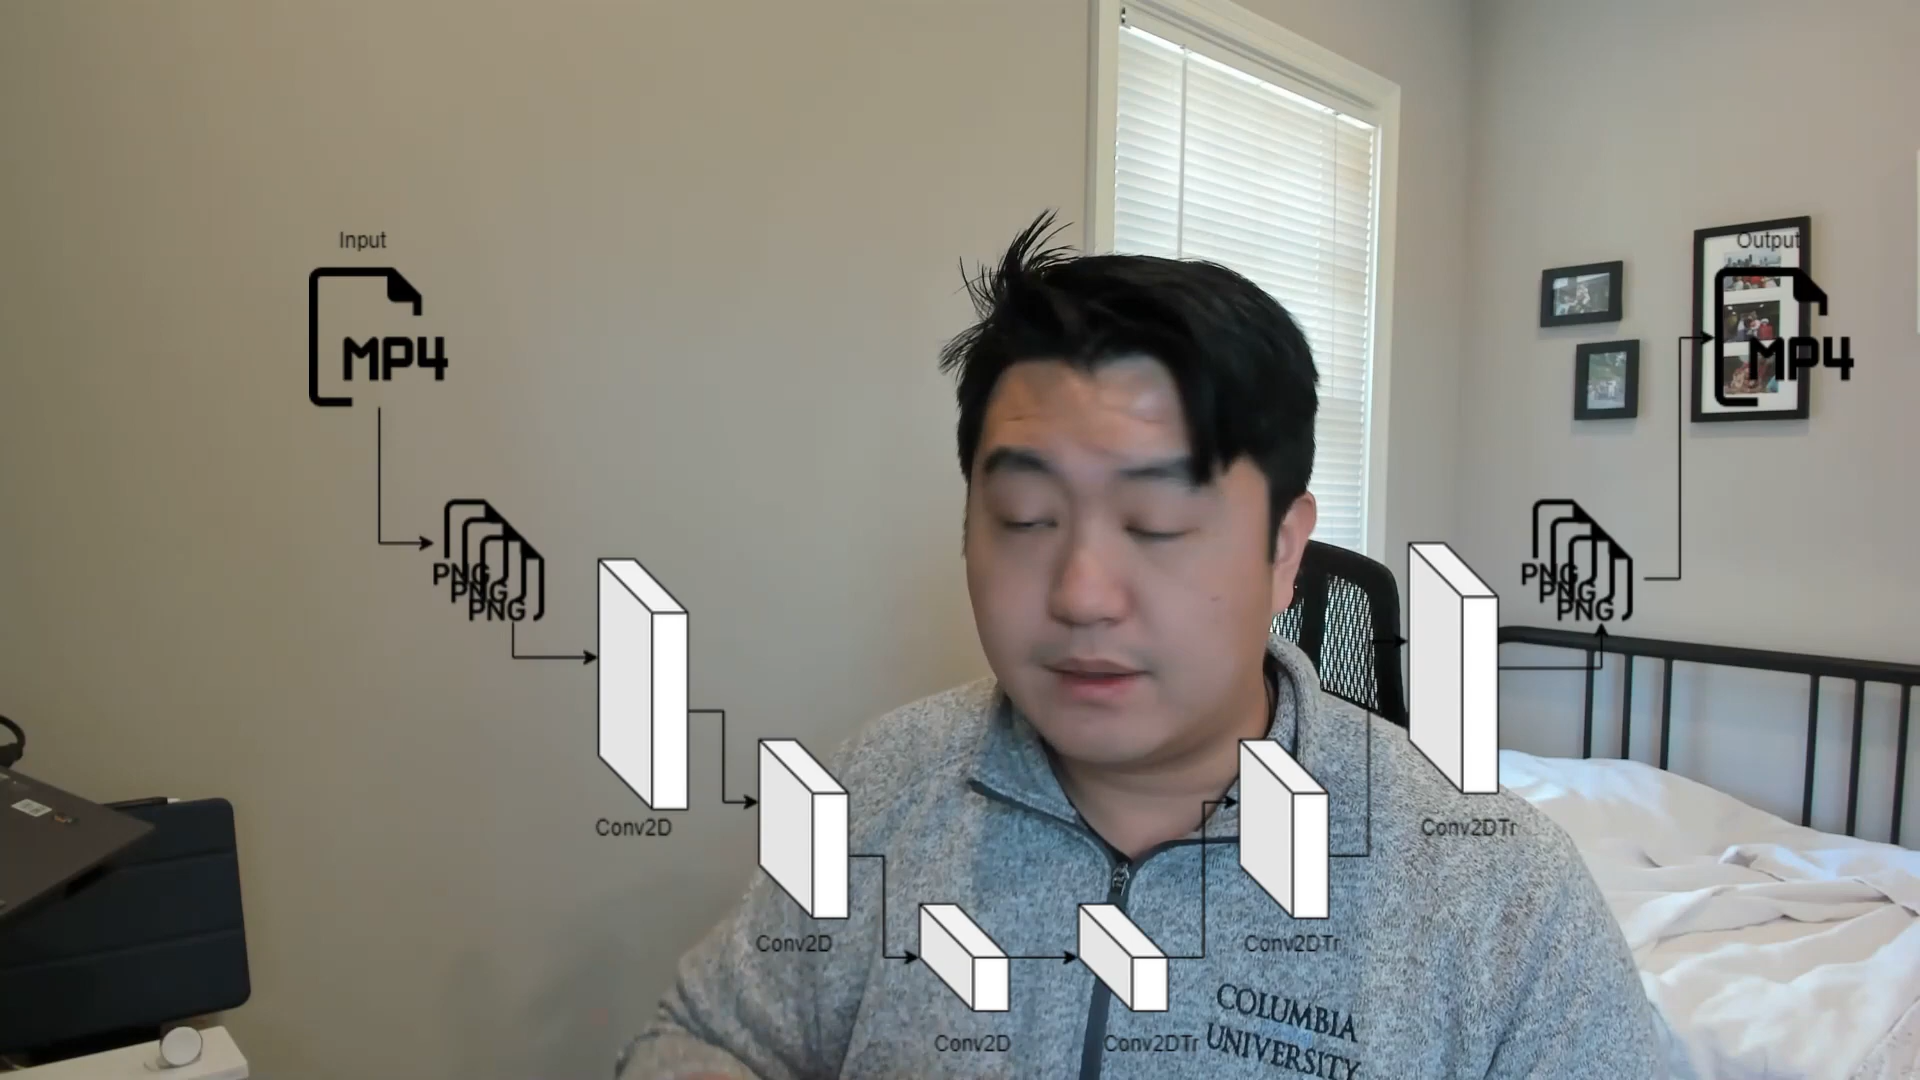 Input
Output
MP4
MP4
PNG
PNG
PNG
PNG
PNG
PNG
Conv2D
Conv2DTr
Conv2D
Conv2DTr
Conv2D
Conv2DTr
COLUMBIA
UNIVERSITY